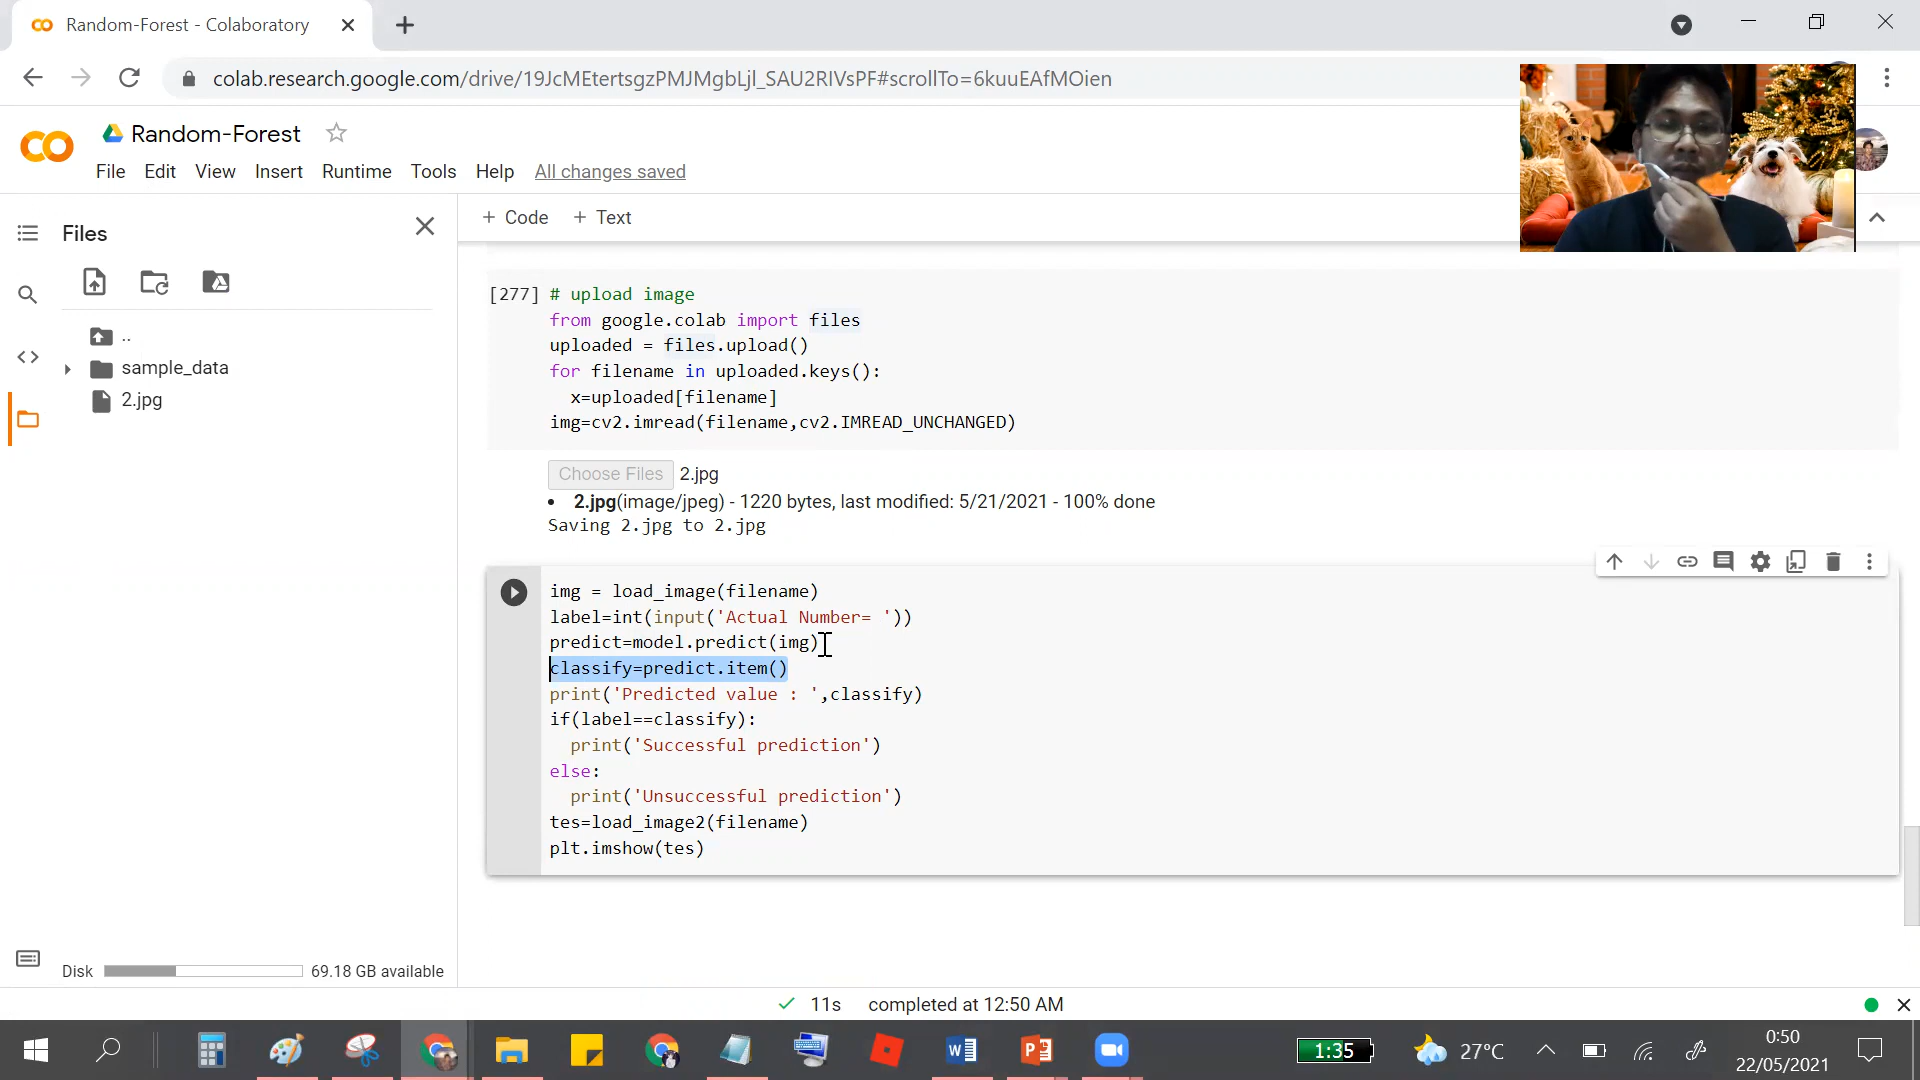 Random-Forest - Colaboratory
colab.research.google.com/drive/19JcMEtertsgzPMJMgbLjl_SAU2RIVsPF#scrollTo=6kuuEAfMOien
Random-Forest
File Edit View Insert Runtime Tools Help All changes saved
Files
+ Code + Text
..
sample_data
2.jpg
[277] # upload image
from google.colab import files
uploaded = files.upload()
for filename in uploaded.keys():
x=uploaded[filename]
img=cv2.imread(filename,cv2.IMREAD_UNCHANGED)
Choose Files 2.jpg
2.jpg(image/jpeg) - 1220 bytes, last modified: 5/21/2021 - 100% done
Saving 2.jpg to 2.jpg
img = load_image(filename)
label=int(input('Actual Number= '))
predict=model.predict(img)
classify=predict.item()
print('Predicted value : ',classify)
if(label==classify):
print('Successful prediction')
else:
print('Unsuccessful prediction')
tes=load_image2(filename)
plt.imshow(tes)
Disk 69.18 GB available
11s completed at 12:50 AM
1:35
27°C
0:50
22/05/2021